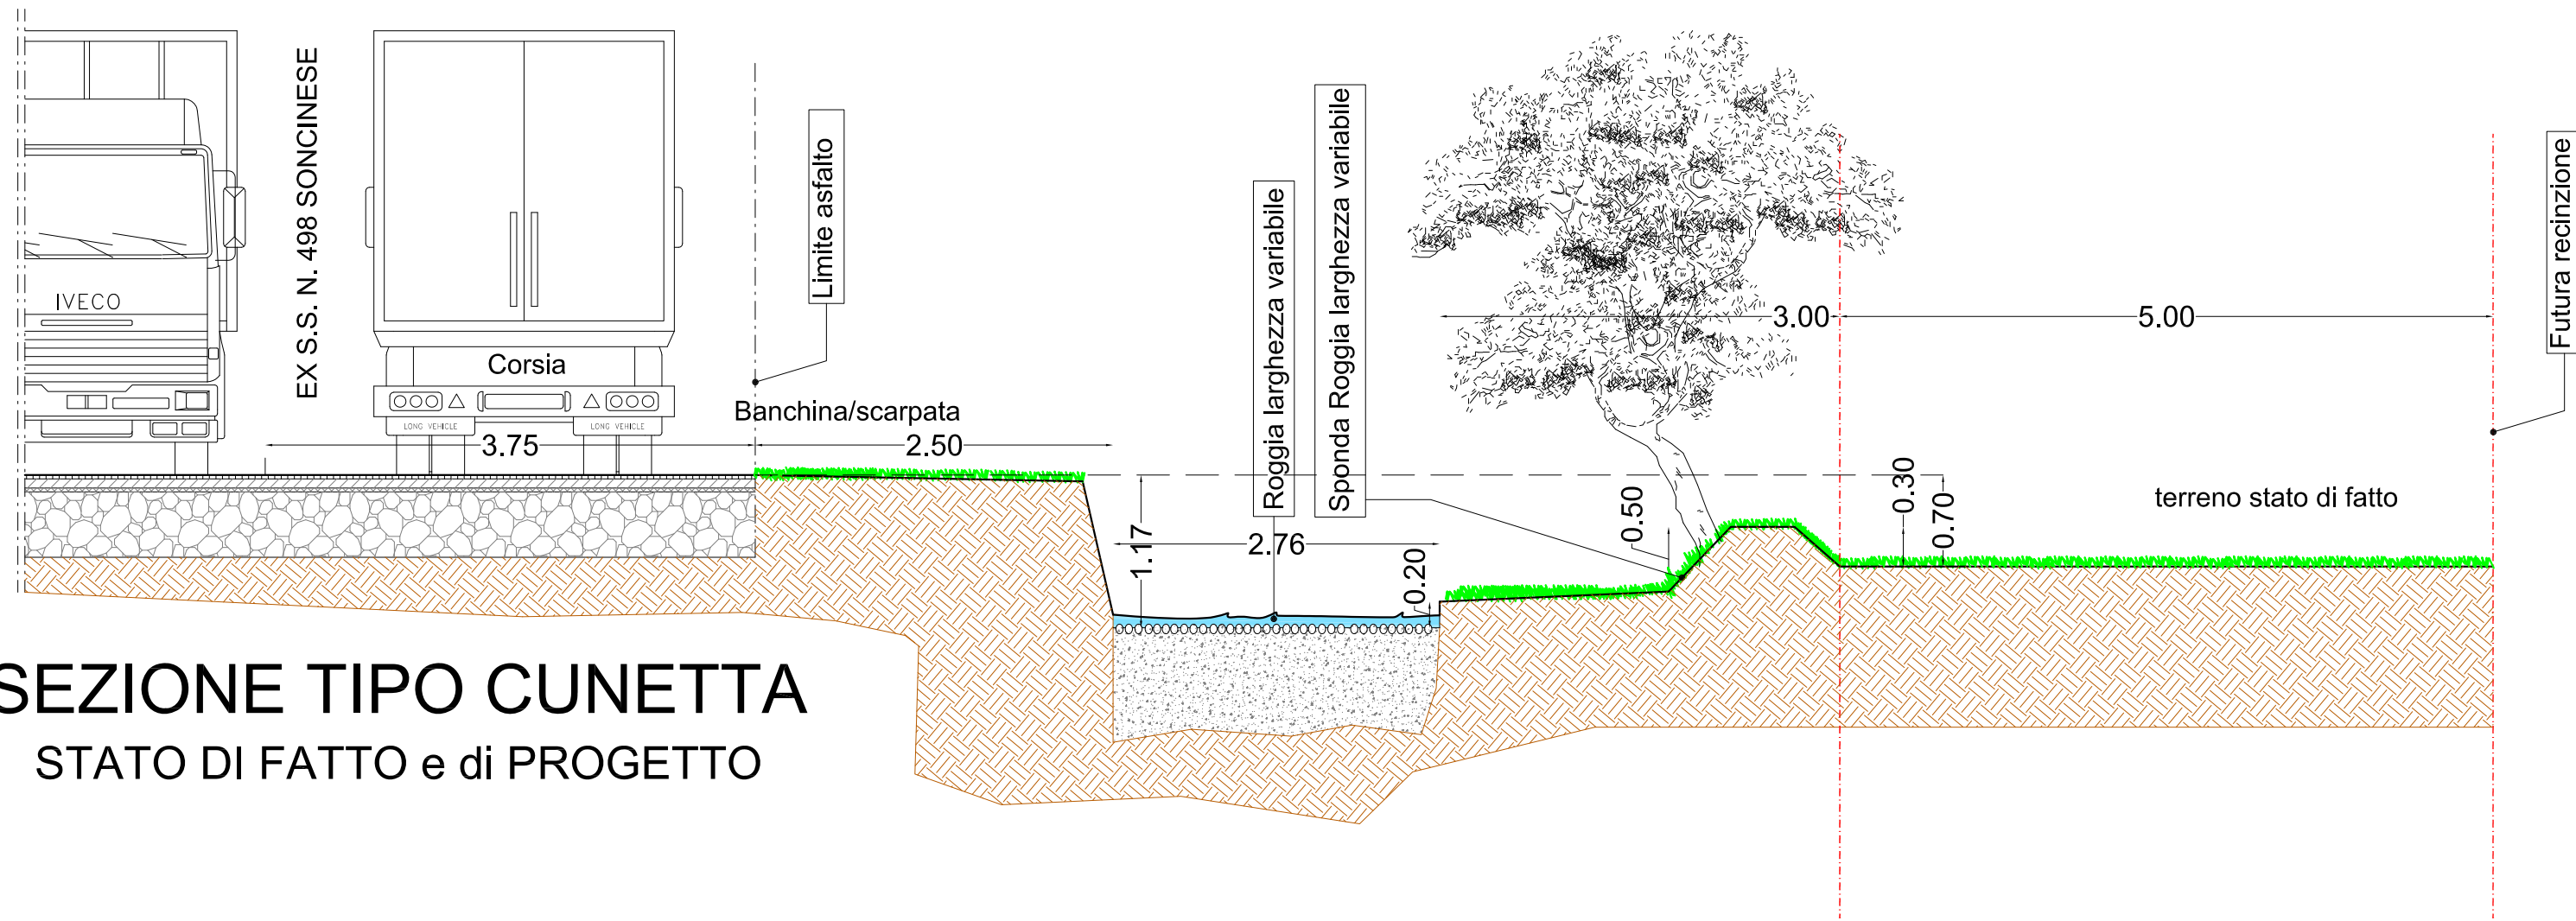 EX S.S. N. 498 SONCINESE
IVECO
Corsia
LONG VEHICLE
LONG VEHICLE
3.75
Limite asfalto
Banchina/scarpata
2.50
1.17
2.76
0.20
Roggia larghezza variabile
Sponda Roggia larghezza variabile
0.50
3.00
5.00
0.30
0.70
terreno stato di fatto
Futura recinzione
SEZIONE TIPO CUNETTA
STATO DI FATTO e di PROGETTO